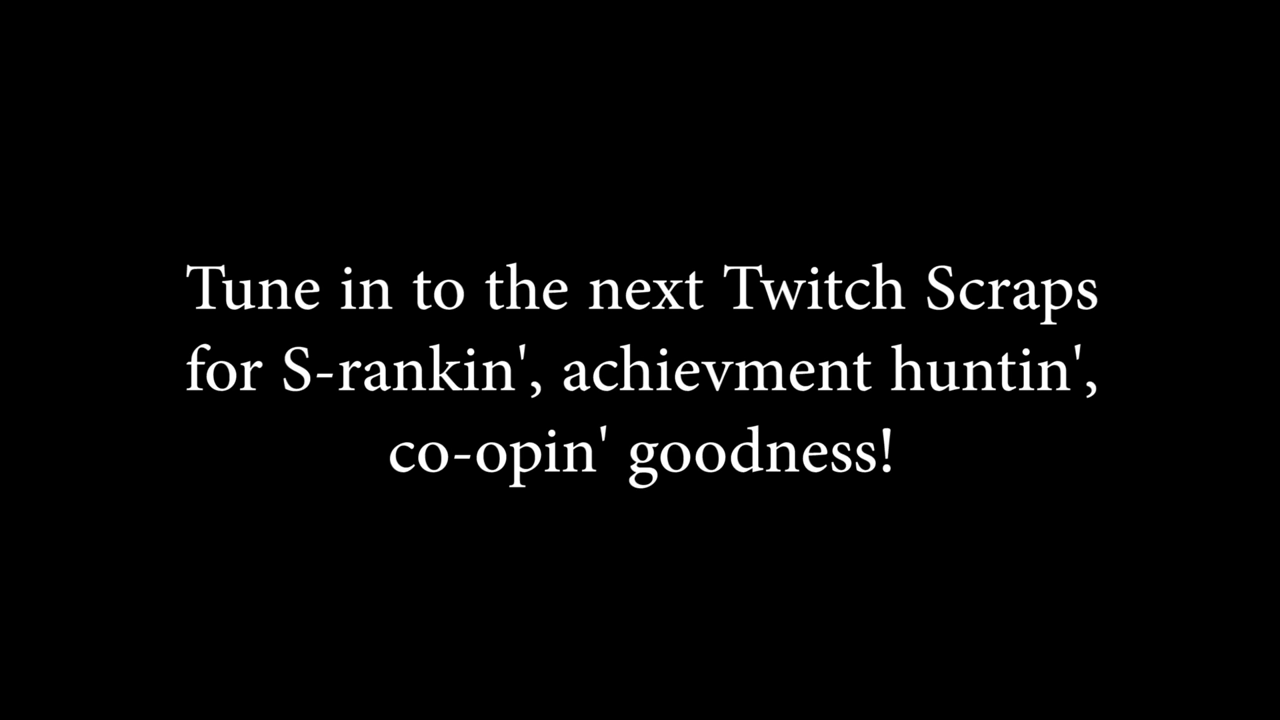 Tune in to the next Twitch Scraps
for S-rankin', achievment huntin',
co-opin' goodness!